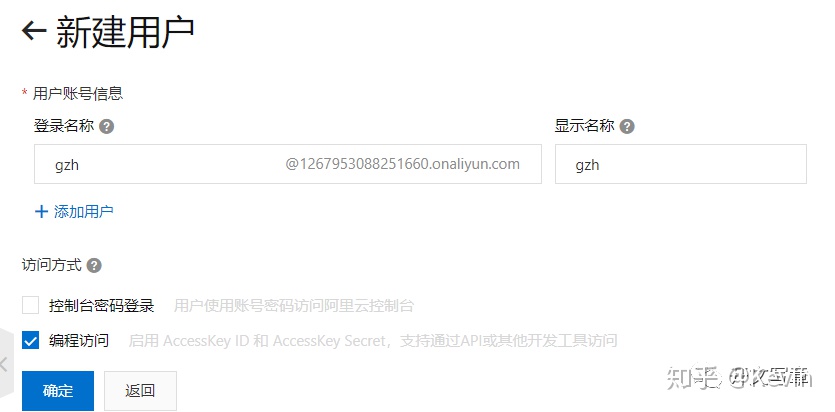 新建用户
* 用户账号信息
登录名称 ? 显示名称 ?
gzh @1267953088251660.onaliyun.com gzh
+ 添加用户
访问方式 ?
控制台密码登录 用户使用账号密码访问阿里云控制台
编程访问 启用 AccessKey ID 和 AccessKey Secret，支持通过API或其他开发工具访问
确定 返回
知乎